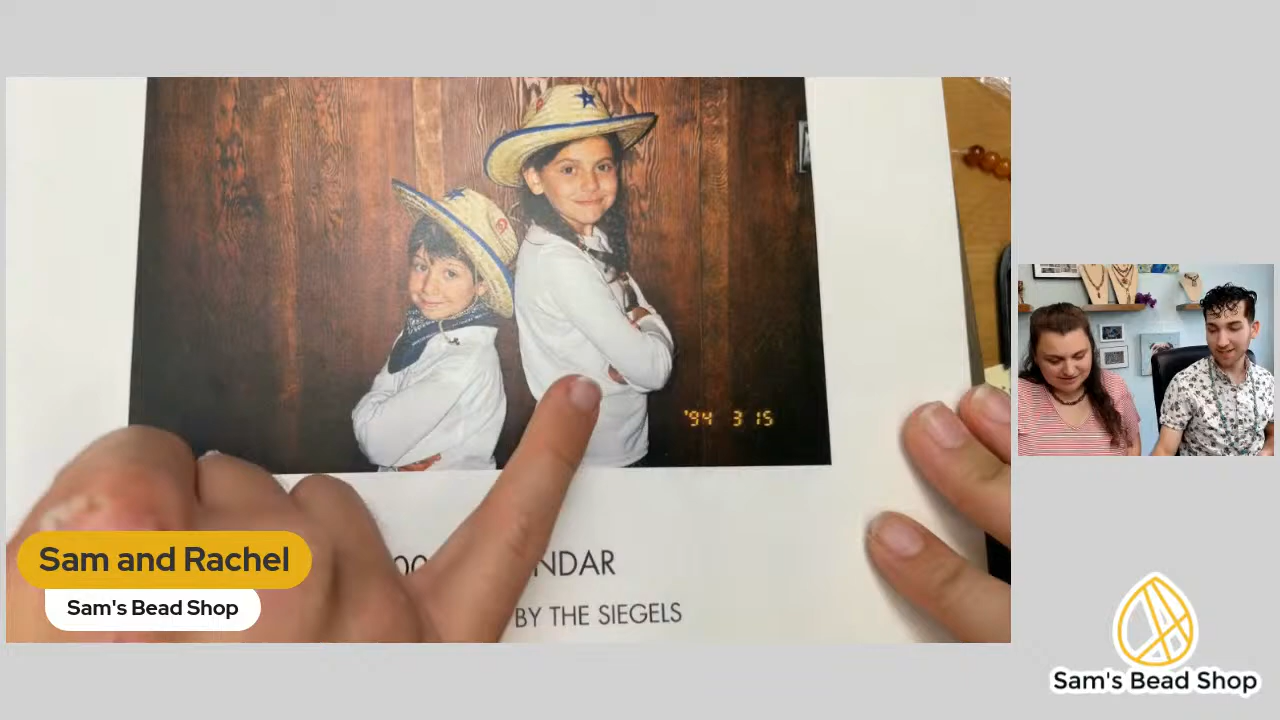 '94 3 15
NDAR
BY THE SIEGELS
Sam and Rachel
Sam's Bead Shop
Sam's Bead Shop